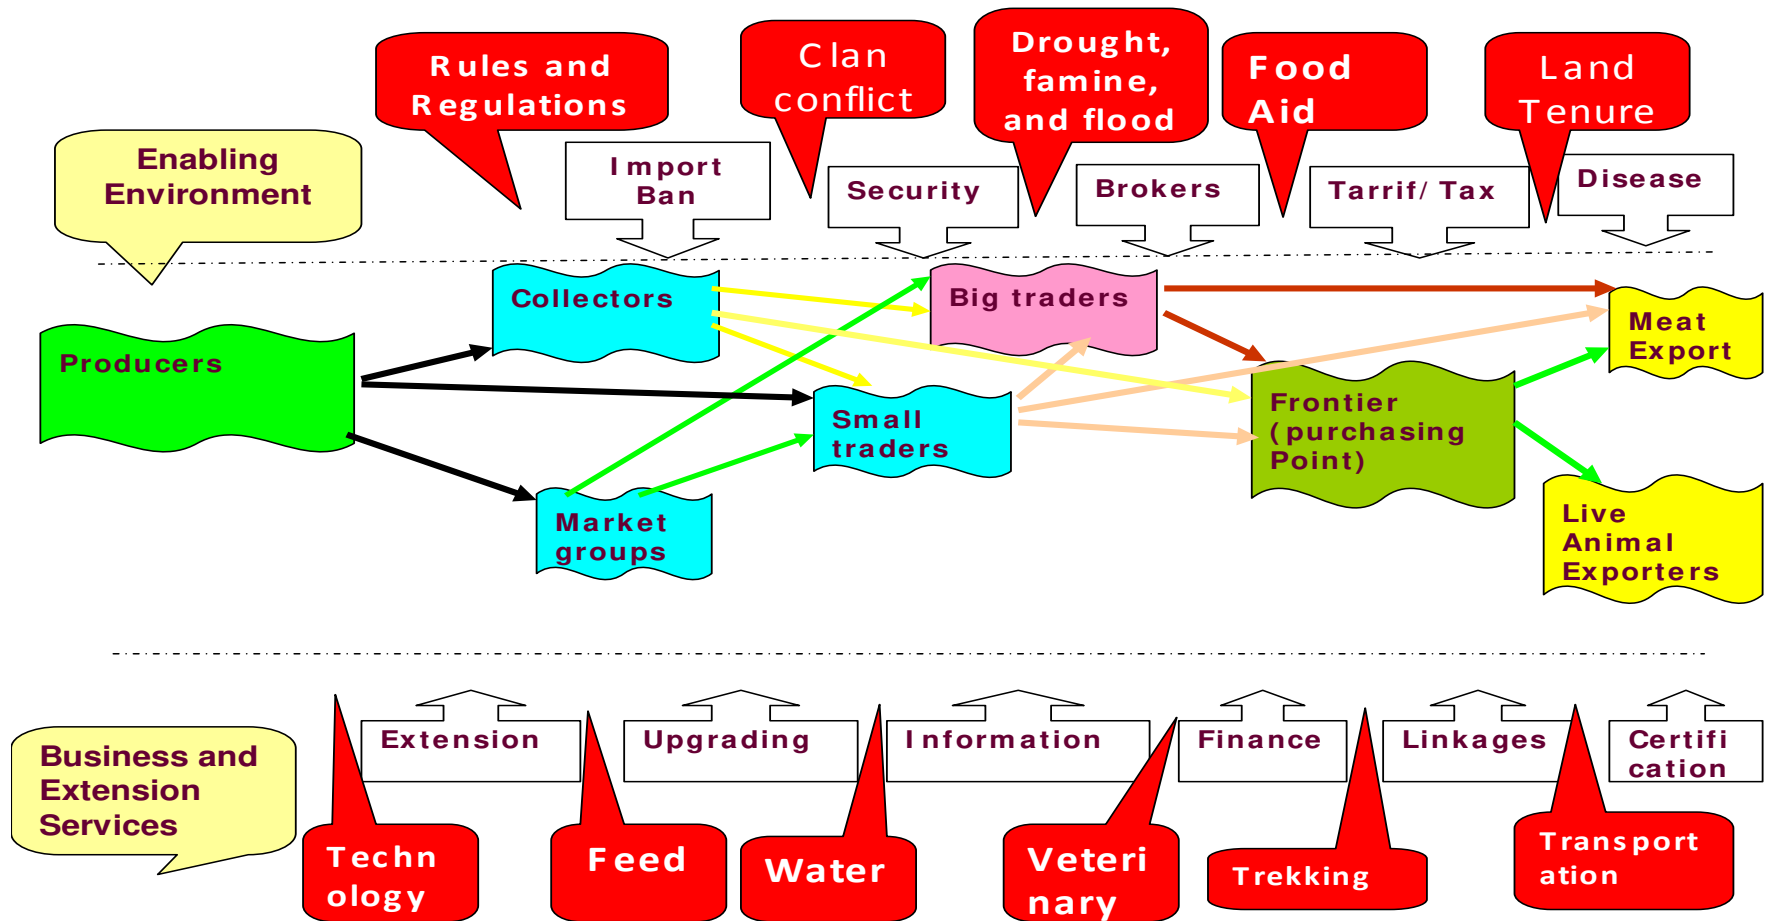 Rules and
Regulations
Clan
conflict
Drought,
famine,
and flood
Food
Aid
Land
Tenure
Enabling
Environment
Import
Ban
Security
Brokers
Tarrif/ Tax
Disease
Collectors
Big traders
Meat
Export
Producers
Small
traders
Frontier
(purchasing
Point)
Market
groups
Live
Animal
Exporters
Business and
Extension
Services
Extension
Upgrading
Information
Finance
Linkages
Certifi
cation
Techn
ology
Feed
Water
Veteri
nary
Trekking
Transport
ation